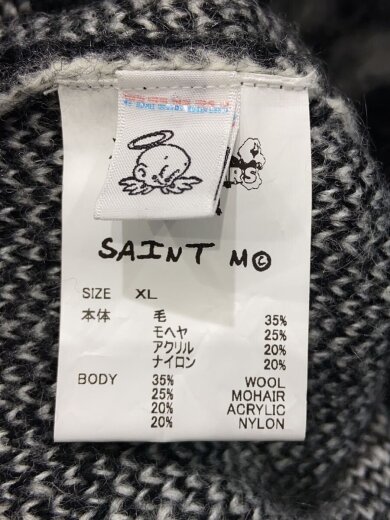 RS
SAINT M©
SIZE XL
本体 毛 35%
モヘヤ 25%
アクリル 20%
ナイロン 20%
BODY 35% WOOL
25% MOHAIR
20% ACRYLIC
20% NYLON